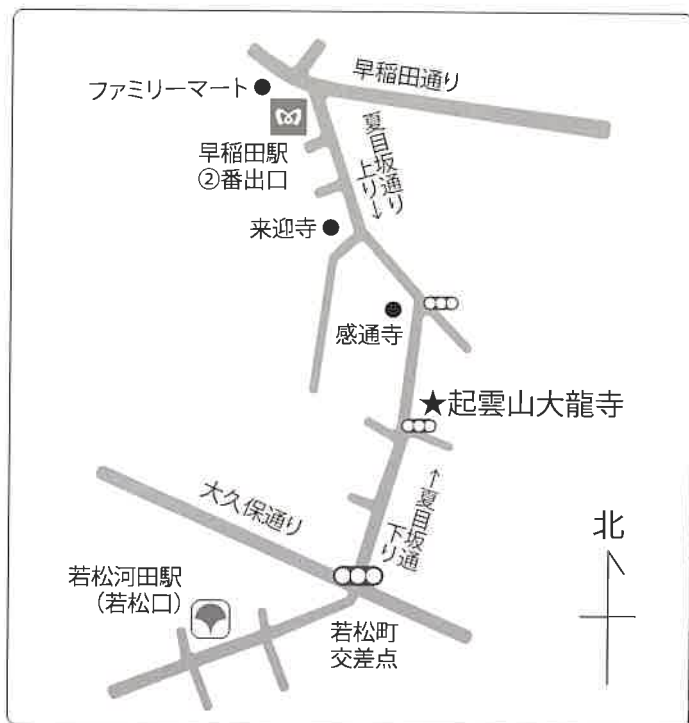 早稲田通り
ファミリーマート
早稲田駅
②番出口
夏目坂通り
上り↓
来迎寺
感通寺
★起雲山大龍寺
大久保通り
↑夏目坂通
下り
北
若松河田駅
(若松口)
若松町
交差点